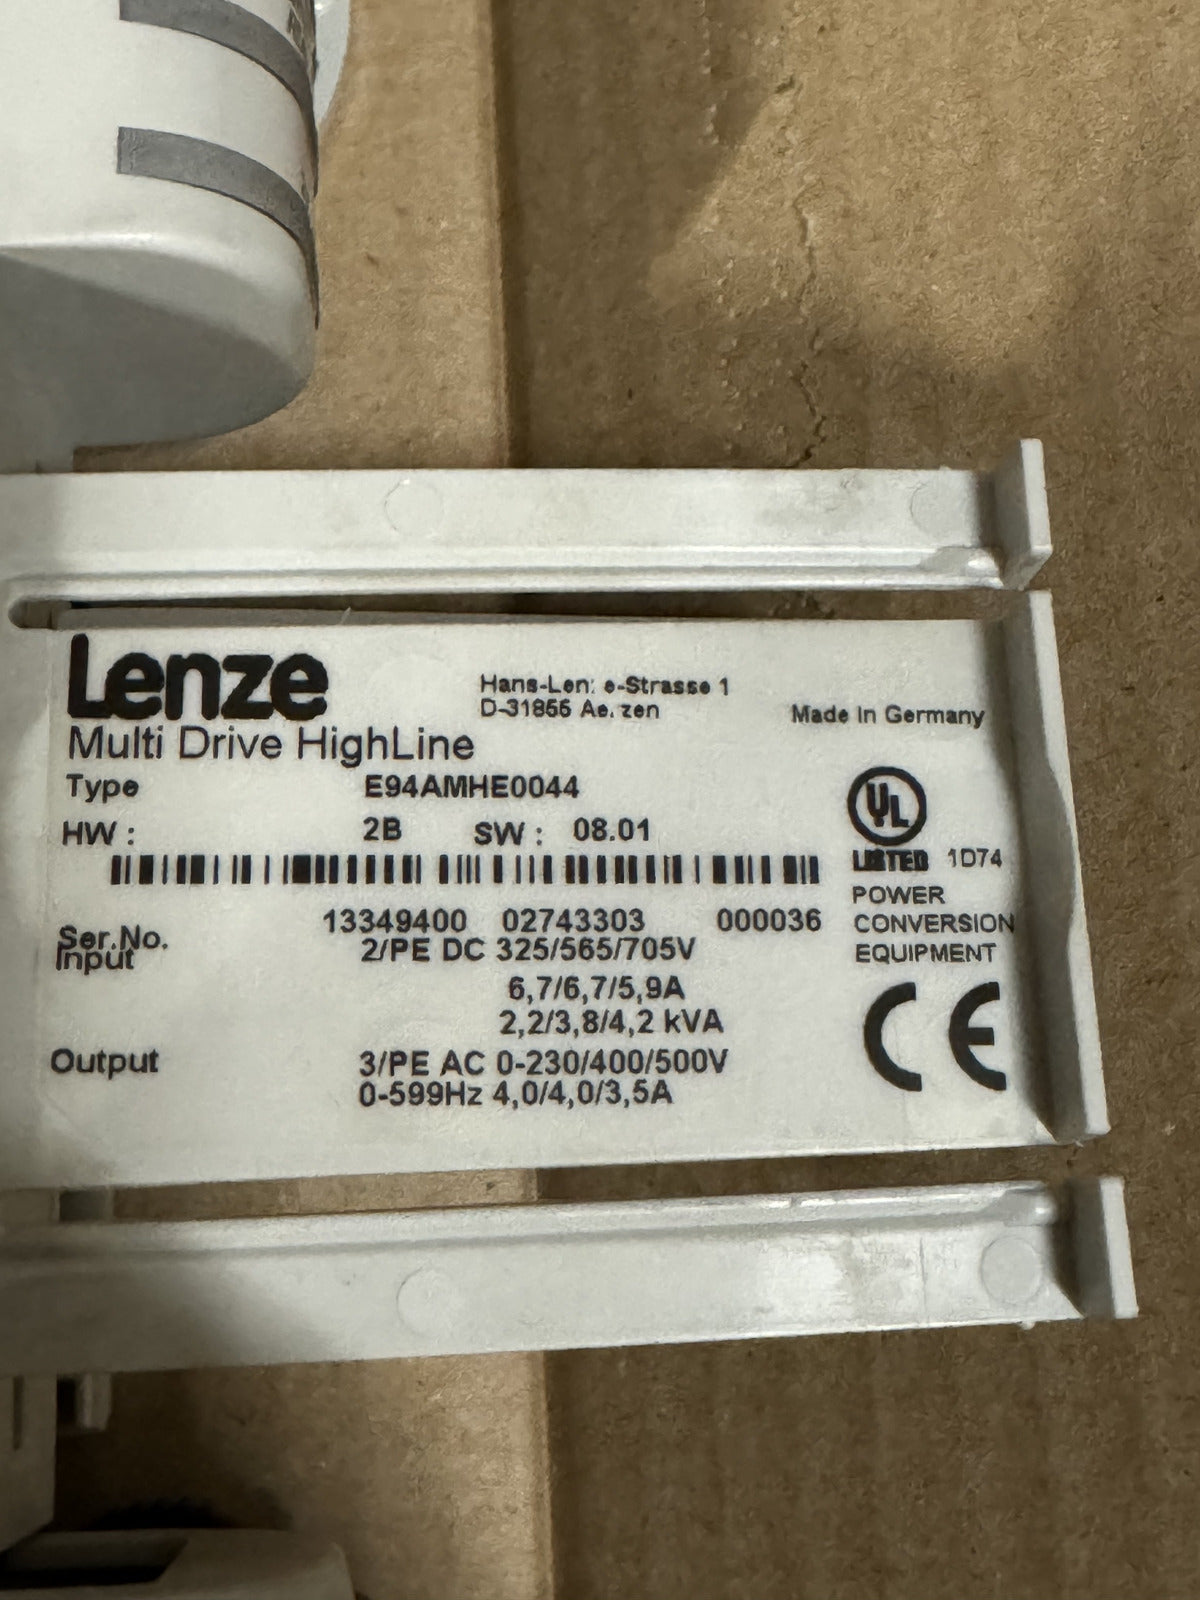 Lenze
Hans-Len: e-Strasse 1
D-31855 Ae. zen
Made in Germany
Multi Drive HighLine
Type E94AMHE0044
HW : 2B SW : 08.01
UL
LISTED 1D74
POWER
CONVERSION
EQUIPMENT
Ser.No. 13349400 02743303 000036
Input 2/PE DC 325/565/705V
6,7/6,7/5,9A
2,2/3,8/4,2 kVA
Output 3/PE AC 0-230/400/500V
0-599Hz 4,0/4,0/3,5A
CE